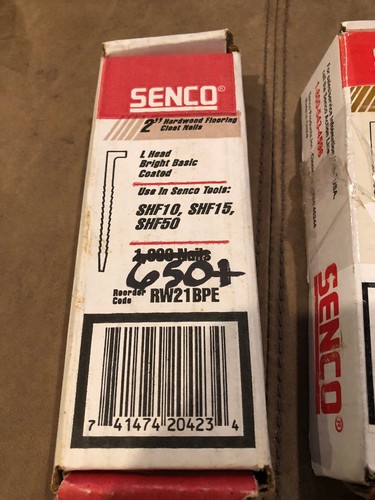 SENCO®
2" Hardwood Flooring
Cleat Nails
L Head
Bright Basic
Coated
Use In Senco Tools:
SHF10, SHF15,
SHF50
1,000 Nails
650+
Reorder
Code RW21BPE
7 41474 20423 4
SENCO®